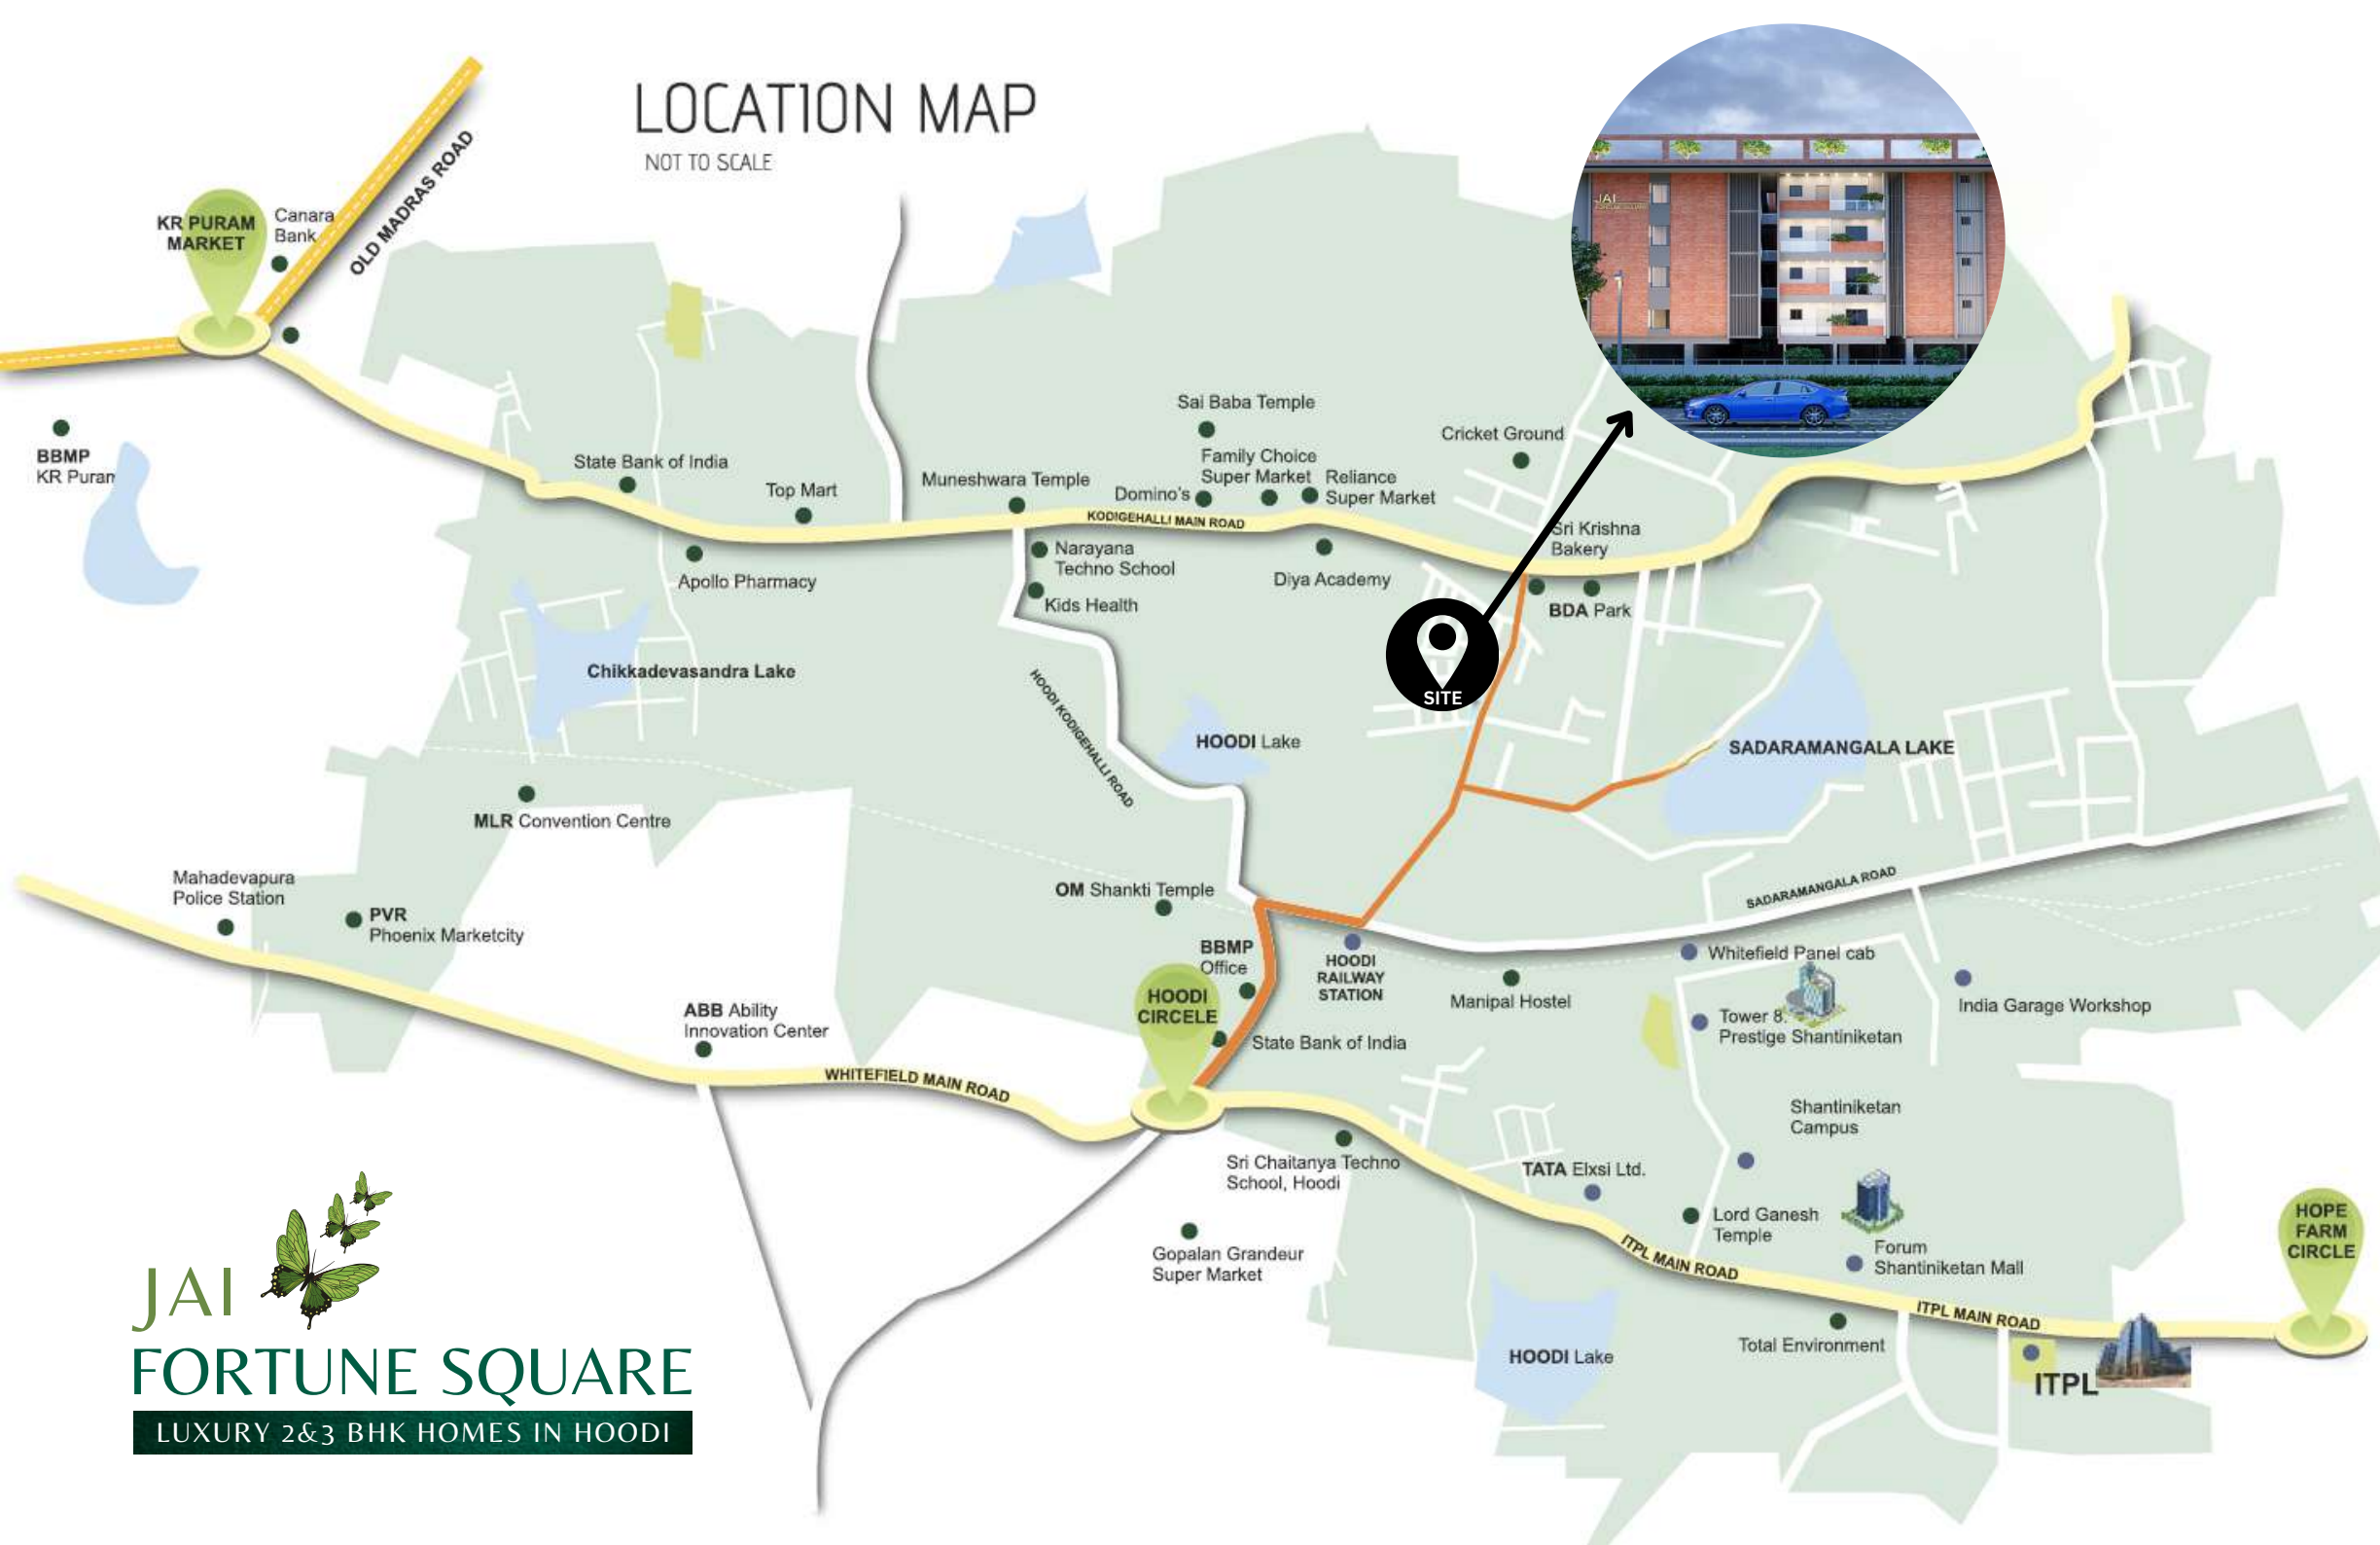 LOCATION MAP
NOT TO SCALE
OLD MADRAS ROAD
KR PURAM
MARKET
Canara
Bank
BBMP
KR Puran
State Bank of India
Top Mart
Apollo Pharmacy
Muneshwara Temple
Sai Baba Temple
Family Choice
Super Market
Domino's
Reliance
Super Market
Cricket Ground
KODIGEHALLI MAIN ROAD
Narayana
Techno School
Kids Health
Diya Academy
Sri Krishna
Bakery
BDA Park
JAI
SITE
Chikkadevasandra Lake
HOODI KODIGEHALLI ROAD
HOODI Lake
SADARAMANGALA LAKE
MLR Convention Centre
Mahadevapura
Police Station
PVR
Phoenix Marketcity
OM Shankti Temple
SADARAMANGALA ROAD
BBMP
Office
HOODI
RAILWAY
STATION
Whitefield Panel cab
Manipal Hostel
India Garage Workshop
HOODI
CIRCELE
ABB Ability
Innovation Center
State Bank of India
Tower 8.
Prestige Shantiniketan
WHITEFIELD MAIN ROAD
Shantiniketan
Campus
Sri Chaitanya Techno
School, Hoodi
TATA Elxsi Ltd.
Lord Ganesh
Temple
Gopalan Grandeur
Super Market
ITPL MAIN ROAD
Forum
Shantiniketan Mall
HOPE
FARM
CIRCLE
ITPL MAIN ROAD
Total Environment
HOODI Lake
ITPL
JAI
FORTUNE SQUARE
LUXURY 2&3 BHK HOMES IN HOODI